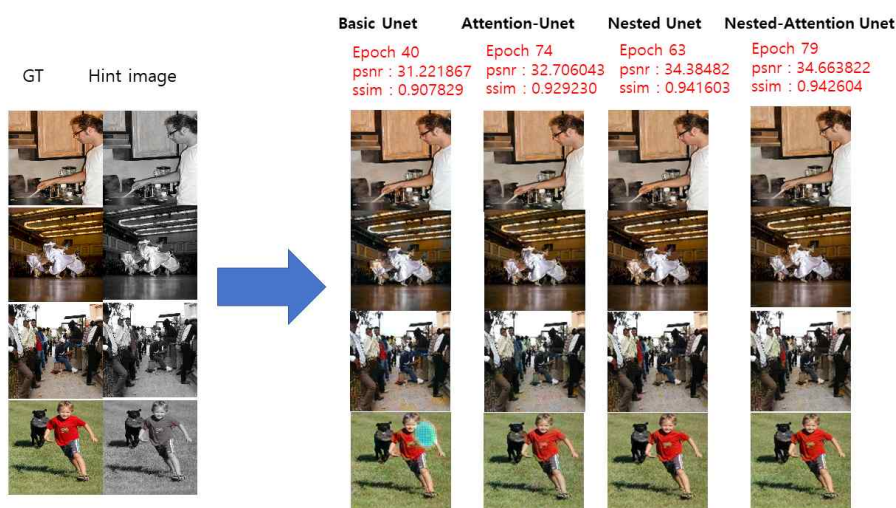 GT
Hint image
Basic Unet
Epoch 40
psnr : 31.221867
ssim : 0.907829
Attention-Unet
Epoch 74
psnr : 32.706043
ssim : 0.929230
Nested Unet
Epoch 63
psnr : 34.38482
ssim : 0.941603
Nested-Attention Unet
Epoch 79
psnr : 34.663822
ssim : 0.942604